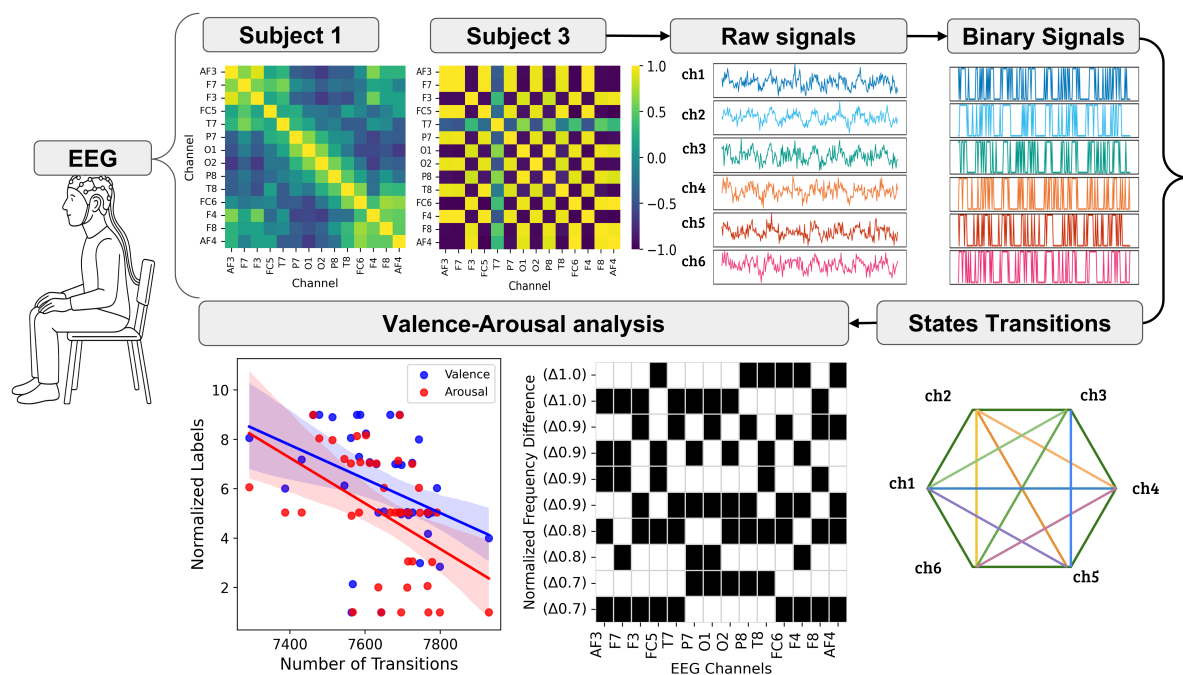 EEG
Subject 1
Subject 3
Raw signals
Binary Signals
Channel
AF3
F7
F3
FC5
T7
P7
O1
O2
P8
T8
FC6
F4
F8
AF4
AF3 F7 F3 FC5 T7 P7 O1 O2 P8 T8 FC6 F4 F8 AF4
Channel
AF3
F7
F3
FC5
T7
P7
O1
O2
P8
T8
FC6
F4
F8
AF4
AF3 F7 F3 FC5 T7 P7 O1 O2 P8 T8 FC6 F4 F8 AF4
Channel
1.0
0.5
0.0
−0.5
−1.0
ch1
ch2
ch3
ch4
ch5
ch6
Valence-Arousal analysis
States Transitions
Normalized Labels
10
8
6
4
2
7400 7600 7800
Number of Transitions
Valence
Arousal
Normalized Frequency Difference
(Δ1.0)
(Δ1.0)
(Δ0.9)
(Δ0.9)
(Δ0.9)
(Δ0.9)
(Δ0.8)
(Δ0.8)
(Δ0.7)
(Δ0.7)
AF3 F7 F3 FC5 T7 P7 O1 O2 P8 T8 FC6 F4 F8 AF4
EEG Channels
ch2
ch3
ch1
ch4
ch6
ch5